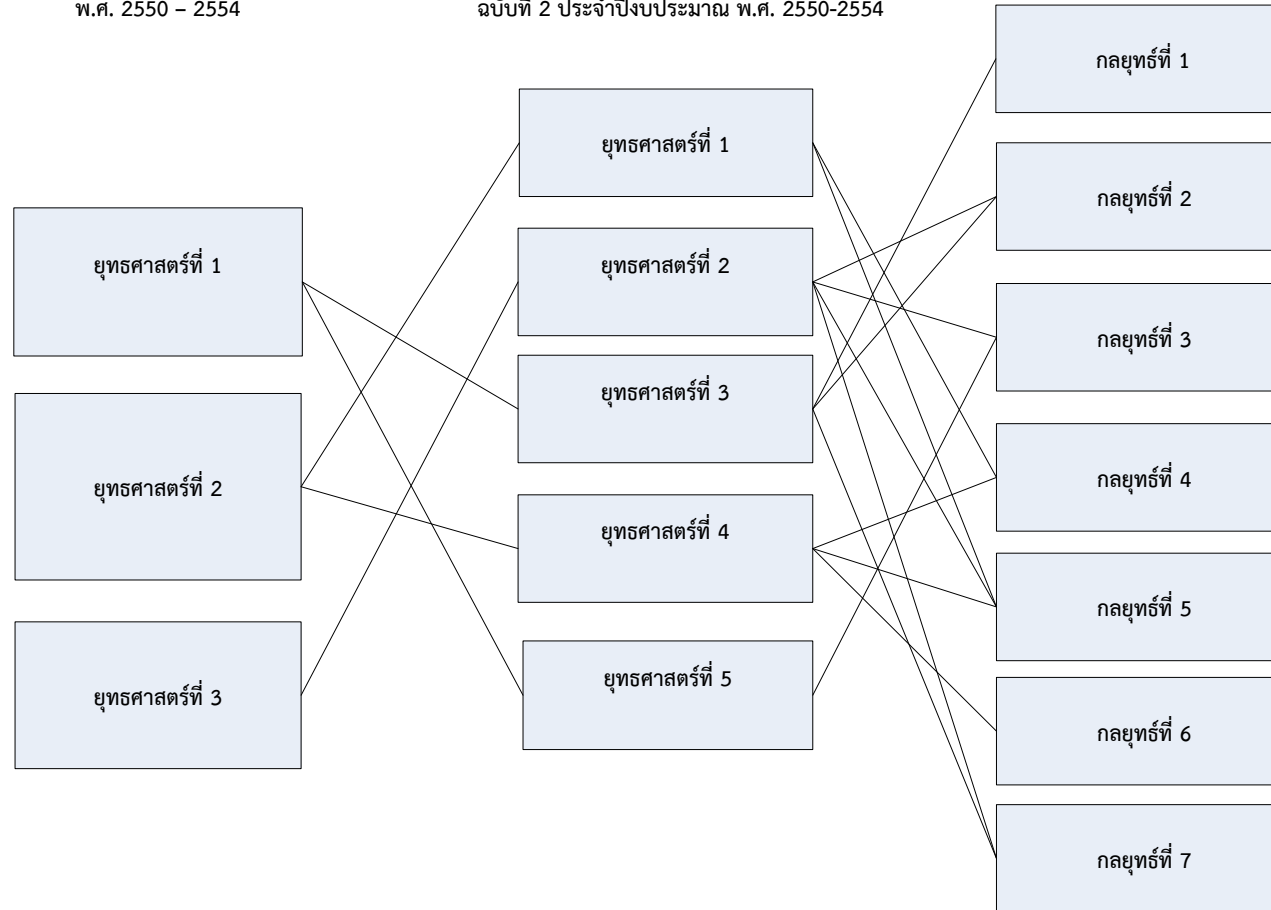 พ.ศ. 2550 – 2554
ฉบับที่ 2 ประจำปีงบประมาณ พ.ศ. 2550-2554
ยุทธศาสตร์ที่ 1
ยุทธศาสตร์ที่ 2
ยุทธศาสตร์ที่ 3
ยุทธศาสตร์ที่ 1
ยุทธศาสตร์ที่ 2
ยุทธศาสตร์ที่ 3
ยุทธศาสตร์ที่ 4
ยุทธศาสตร์ที่ 5
กลยุทธ์ที่ 1
กลยุทธ์ที่ 2
กลยุทธ์ที่ 3
กลยุทธ์ที่ 4
กลยุทธ์ที่ 5
กลยุทธ์ที่ 6
กลยุทธ์ที่ 7